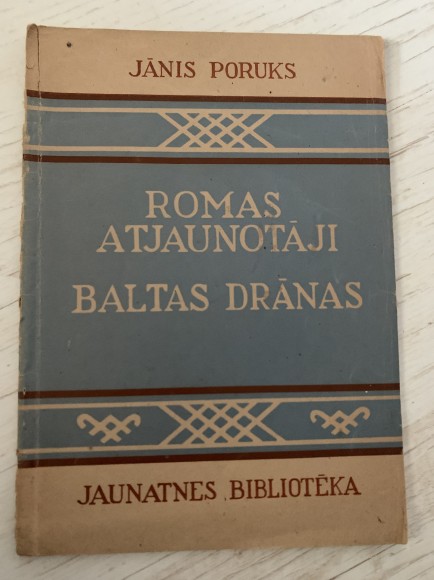 JĀNIS PORUKS
ROMAS
ATJAUNOTĀJI
BALTAS DRĀNAS
JAUNATNES BIBLIOTĒKA